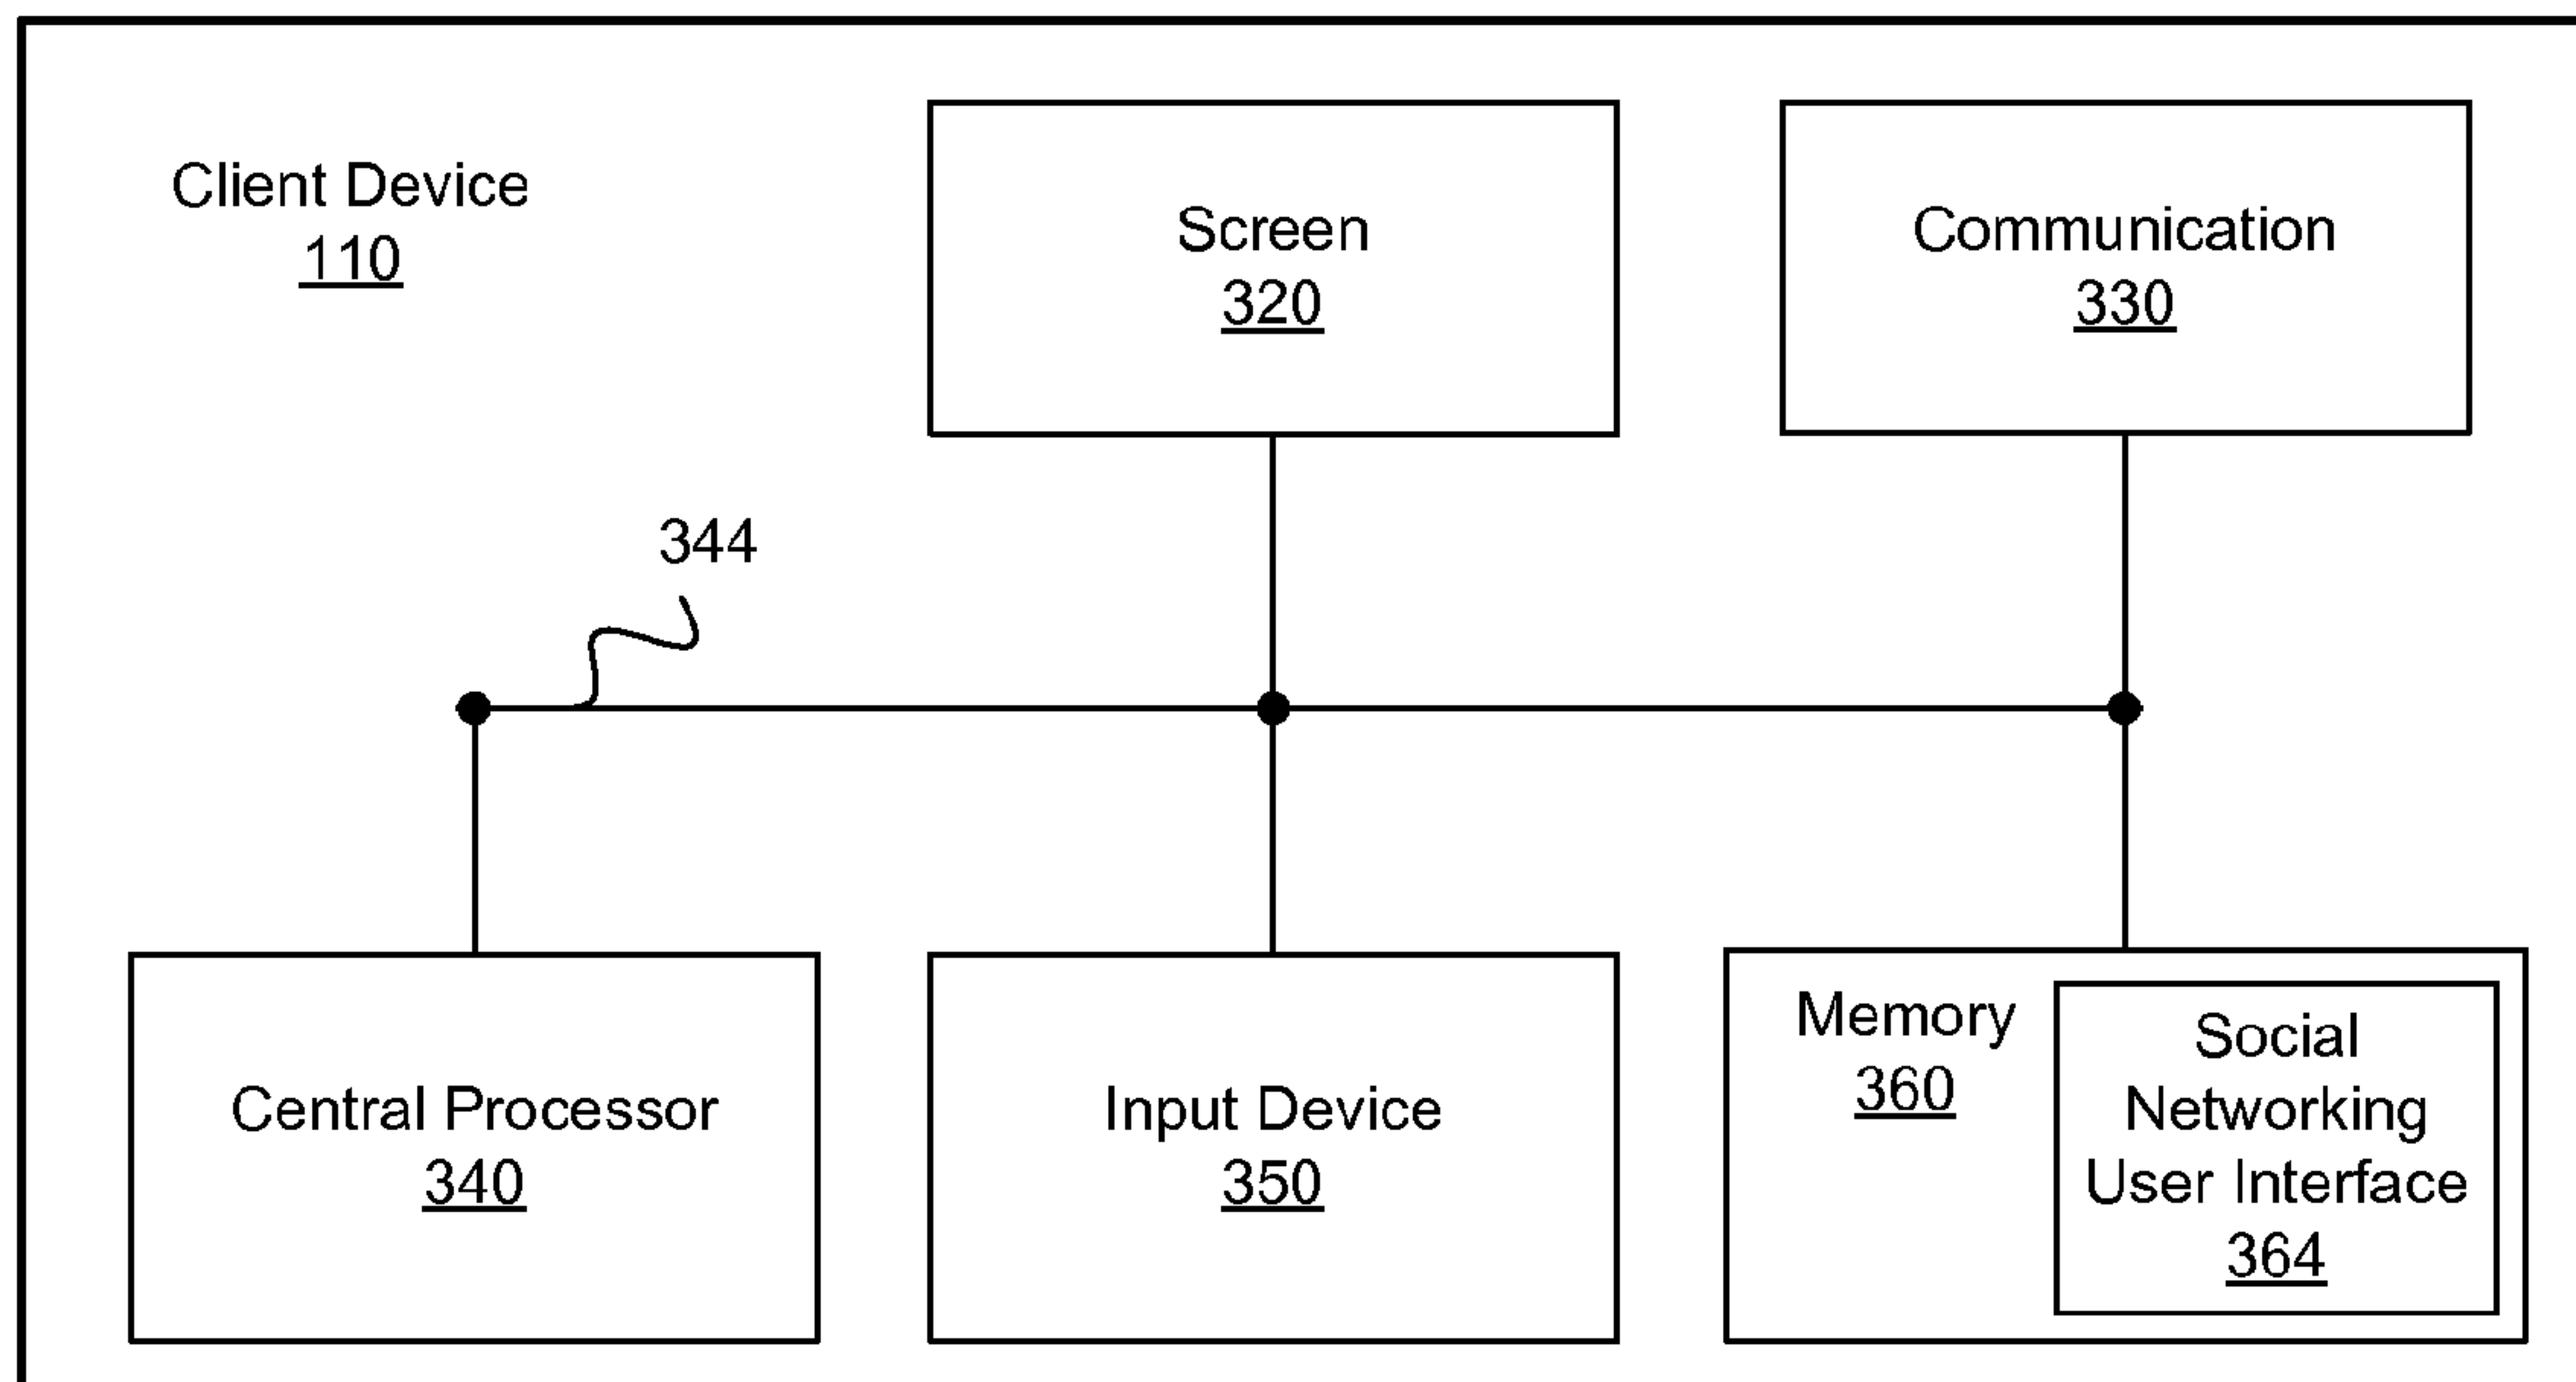 Client Device
110
Screen
320
Communication
330
344
Central Processor
340
Input Device
350
Memory
360
Social
Networking
User Interface
364